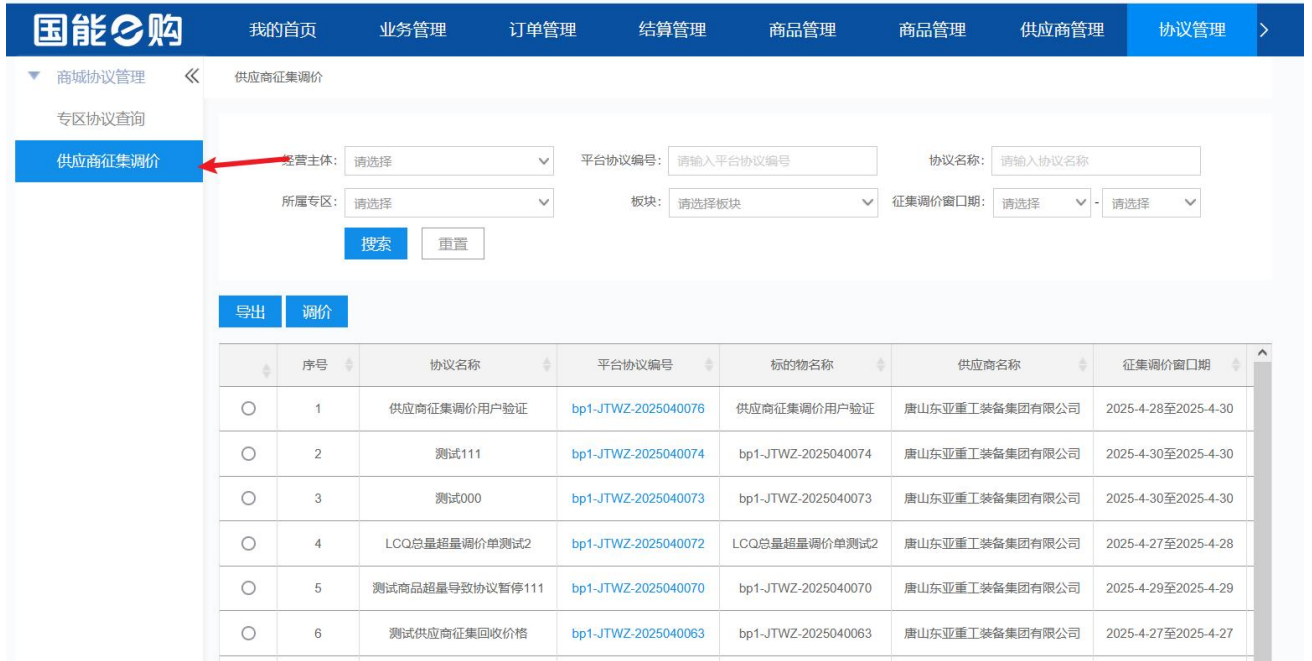 国能e购 我的首页 业务管理 订单管理 结算管理 商品管理 商品管理 供应商管理 协议管理
商城协议管理 供应商征集调价
专区协议查询
供应商征集调价 经营主体: 请选择 平台协议编号: 请输入平台协议编号 协议名称: 请输入协议名称
所属专区: 请选择 板块: 请选择板块 征集调价窗口期: 请选择 - 请选择
搜索 重置
导出 调价
序号 协议名称 平台协议编号 标的物名称 供应商名称 征集调价窗口期
1 供应商征集调价用户验证 bp1-JTWZ-2025040076 供应商征集调价用户验证 唐山东亚重工装备集团有限公司 2025-4-28至2025-4-30
2 测试111 bp1-JTWZ-2025040074 bp1-JTWZ-2025040074 唐山东亚重工装备集团有限公司 2025-4-30至2025-4-30
3 测试000 bp1-JTWZ-2025040073 bp1-JTWZ-2025040073 唐山东亚重工装备集团有限公司 2025-4-30至2025-4-30
4 LCQ总量超量调价单测试2 bp1-JTWZ-2025040072 LCQ总量超量调价单测试2 唐山东亚重工装备集团有限公司 2025-4-27至2025-4-28
5 测试商品超量导致协议暂停111 bp1-JTWZ-2025040070 bp1-JTWZ-2025040070 唐山东亚重工装备集团有限公司 2025-4-29至2025-4-29
6 测试供应商征集回收价格 bp1-JTWZ-2025040063 bp1-JTWZ-2025040063 唐山东亚重工装备集团有限公司 2025-4-27至2025-4-27